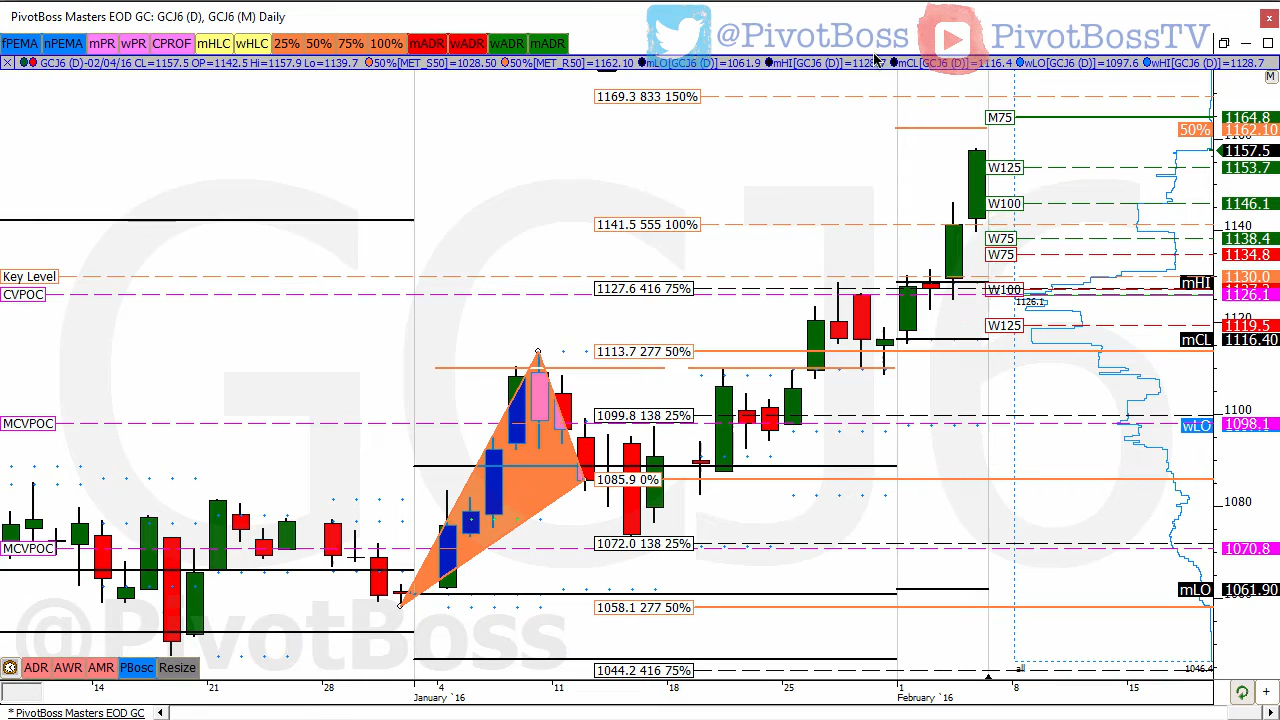 PivotBoss Masters EOD GC: GCJ6 (D), GCJ6 (M) Daily
@PivotBoss PivotBossTV
fPEMA nPEMA mPR wPR CPROF mHLC wHLC 25% 50% 75% 100% mADR wADR wADR mADR
GCJ6 (D)-02/04/16 CL=1157.5 OP=1142.5 HI=1157.9 Lo=1139.7 50%[MET_S50]=1028.50 50%[MET_R50]=1162.10 mLO[GCJ6 (D)]=1061.9 mHI[GCJ6 (D)]=1128.7 mCL[GCJ6 (D)]=1116.4 wLO[GCJ6 (D)]=1097.6 wHI[GCJ6 (D)]=1128.7
M
1169.3 833 150%
M75 1164.8
50% 1162.10
1157.5
W125 1153.7
W100 1146.1
1141.5 555 100%
1140
W75 1138.4
W75 1134.8
Key Level 1130.0
mHI
1127.6 416 75% W100
CVPOC 1126.1
1126.1
1120
W125 1119.5
mCL 1116.40
1113.7 277 50%
1099.8 138 25%
1100
MCVPOC wLO 1098.1
1085.9 0%
1080
1072.0 138 25%
MCVPOC 1070.8
mLO 1061.90
1058.1 277 50%
GCJ6
@PivotBoss
1044.2 416 75%
all 1046.4
ADR AWR AMR PBosc Resize
14 21 28 4 11 18 25 1 8 15
January `16 February `16
* PivotBoss Masters EOD GC